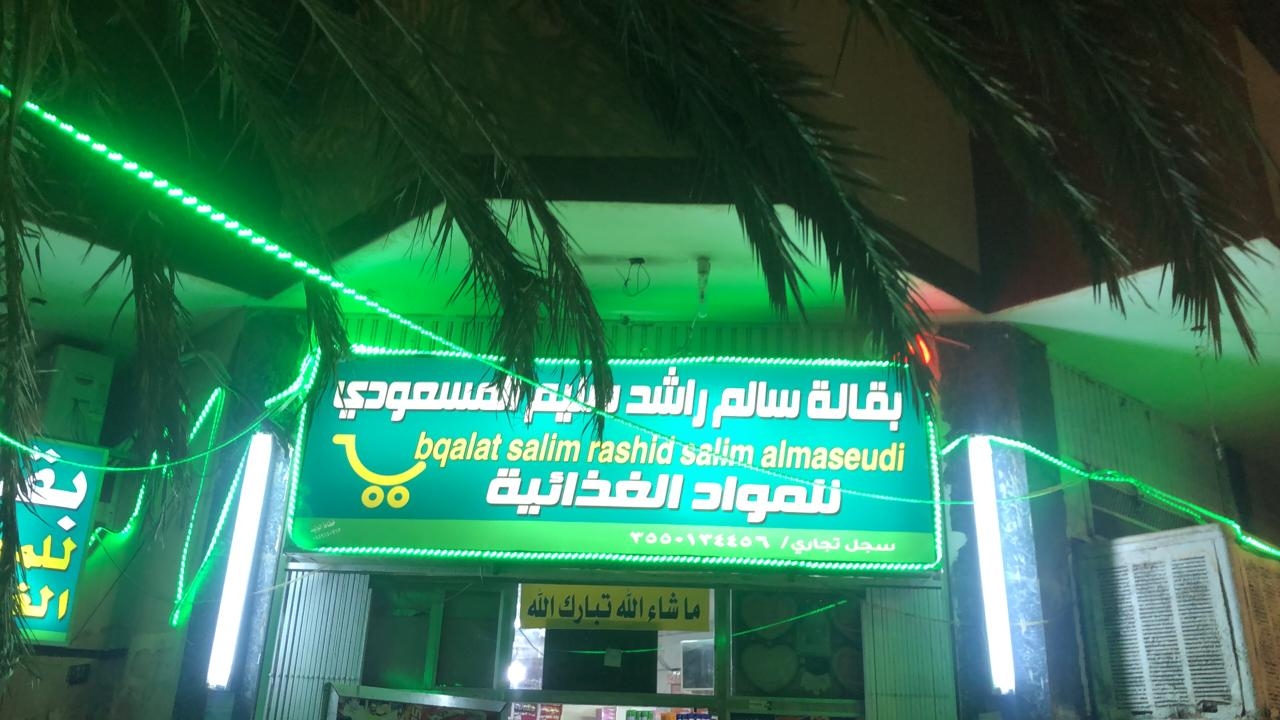 بقالة سالم راشد سليم المسعودي
bqalat salim rashid salim almaseudi
للمواد الغذائية
سجل تجاري/ ٣٥٥٠١٣٤٤٥٦
ما شاء الله تبارك الله